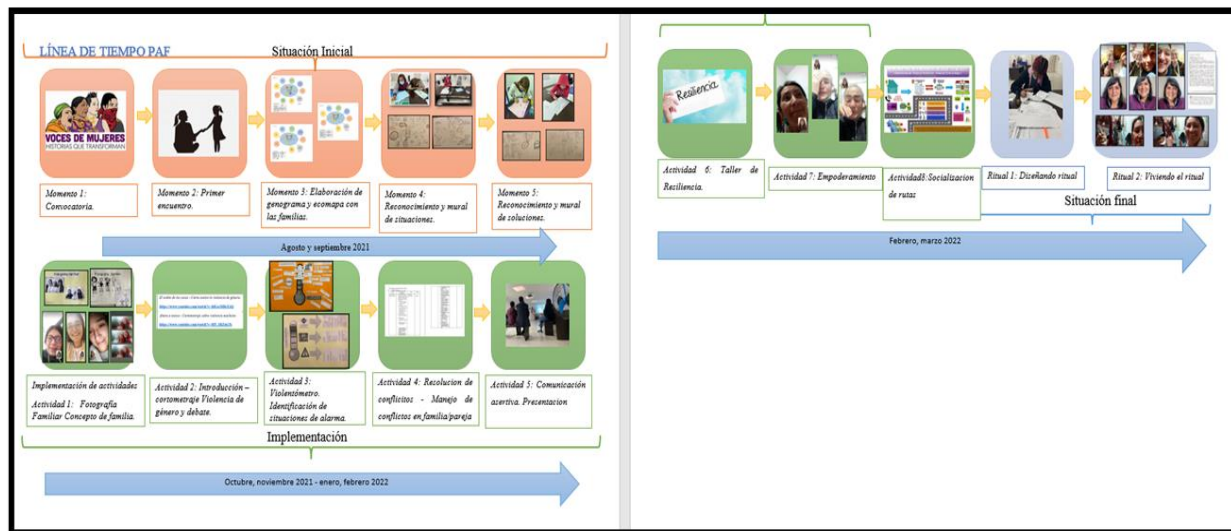 LÍNEA DE TIEMPO PAF
Situación Inicial
VOCES DE MUJERES
HISTORIAS QUE TRANSFORMAN
Momento 1:
Convocatoria.
Momento 2: Primer
encuentro.
Momento 3: Elaboración de
genograma y ecomapa con
las familias.
Momento 4:
Reconocimiento y mural
de situaciones.
Momento 5:
Reconocimiento y mural
de soluciones.
Agosto y septiembre 2021
Implementación de actividades
Actividad 1: Fotografía
Familiar Concepto de familia.
Actividad 2: Introducción –
cortometraje Violencia de
género y debate.
Actividad 3:
Violentómetro.
Identificación de
situaciones de alarma.
Actividad 4: Resolucion de
conflicitos - Manejo de
conflictos en familia/pareja
Actividad 5: Comunicación
asertiva. Presentacion
Implementación
Octubre, noviembre 2021 - enero, febrero 2022
Resiliencia
Actividad 6: Taller de
Resiliencia.
Actividad 7: Empoderamiento
Actividad8:Socializacion
de rutas
Ritual 1: Diseñando ritual
Ritual 2: Viviendo el ritual
Situación final
Febrero, marzo 2022